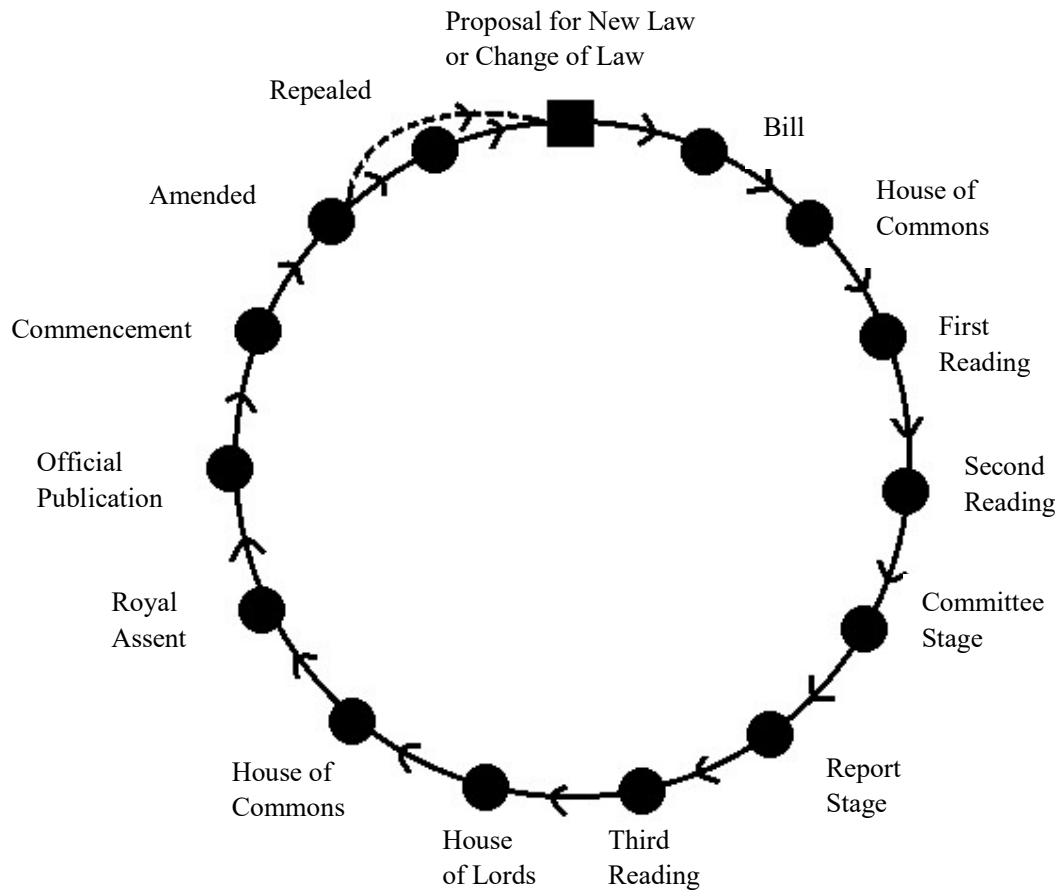 Proposal for New Law
or Change of Law
Bill
House of
Commons
First
Reading
Second
Reading
Committee
Stage
Report
Stage
Third
Reading
House
of Lords
House of
Commons
Royal
Assent
Official
Publication
Commencement
Amended
Repealed